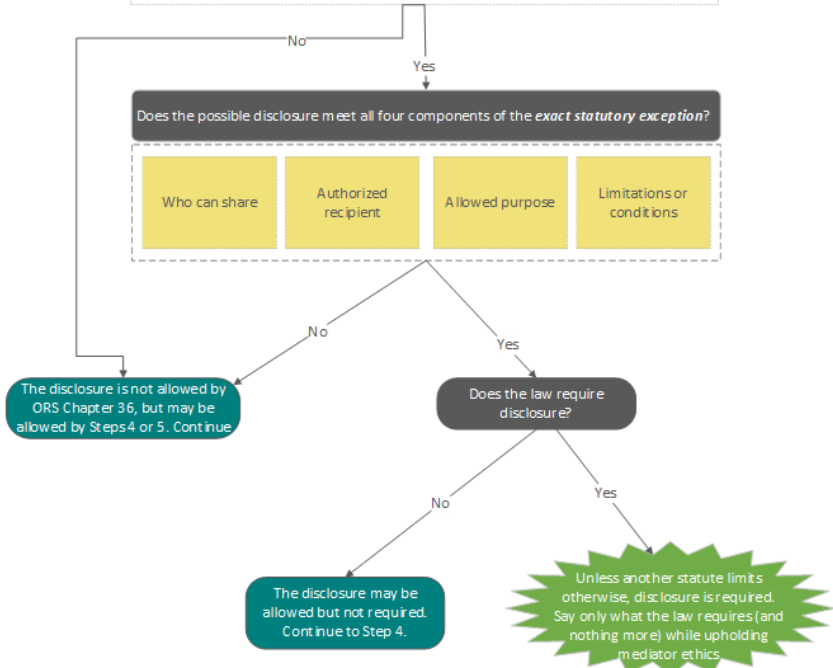 No
Yes
Does the possible disclosure meet all four components of the exact statutory exception?
Who can share
Authorized
recipient
Allowed purpose
Limitations or
conditions
No
Yes
The disclosure is not allowed by
ORS Chapter 36, but may be
allowed by Steps 4 or 5. Continue
Does the law require
disclosure?
No
Yes
The disclosure may be
allowed but not required.
Continue to Step 4.
Unless another statute limits
otherwise, disclosure is required.
Say only what the law requires (and
nothing more) while upholding
mediator ethics